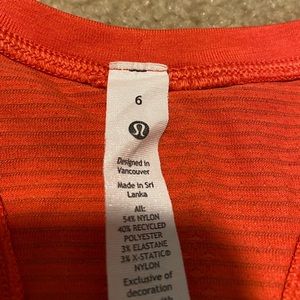 6
Designed in
Vancouver
Made in Sri
Lanka
All:
54% NYLON
40% RECYCLED
POLYESTER
3% ELASTANE
3% X-STATIC®
NYLON
Exclusive of
decoration